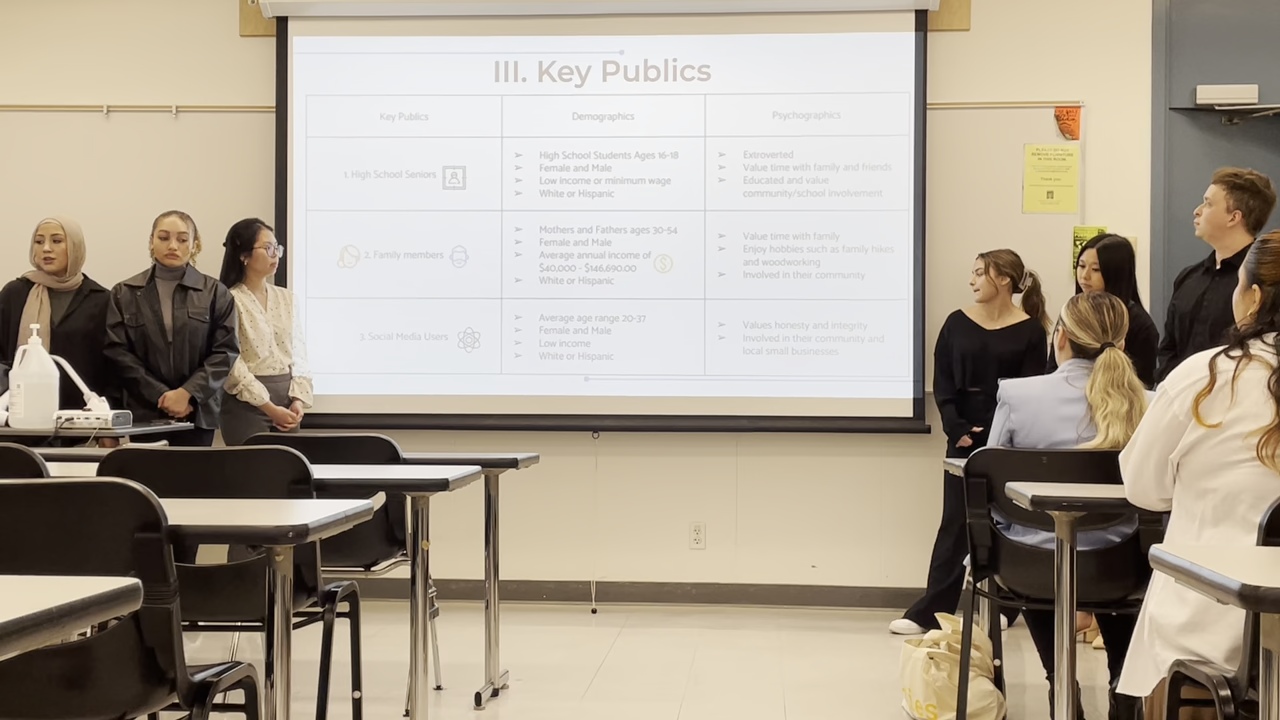 III. Key Publics
Key Publics
Demographics
Psychographics
1. High School Seniors
➢ High School Students Ages 16-18
➢ Female and Male
➢ Low income or minimum wage
➢ White or Hispanic
➢ Extroverted
➢ Value time with family and friends
➢ Educated and value
community/school involvement
2. Family members
➢ Mothers and Fathers ages 30-54
➢ Female and Male
➢ Average annual income of
$40,000 - $146,690.00
➢ White or Hispanic
➢ Value time with family
➢ Enjoy hobbies such as family hikes
and woodworking
➢ Involved in their community
3. Social Media Users
➢ Average age range 20-37
➢ Female and Male
➢ Low income
➢ White or Hispanic
➢ Values honesty and integrity
➢ Involved in their community and
local small businesses